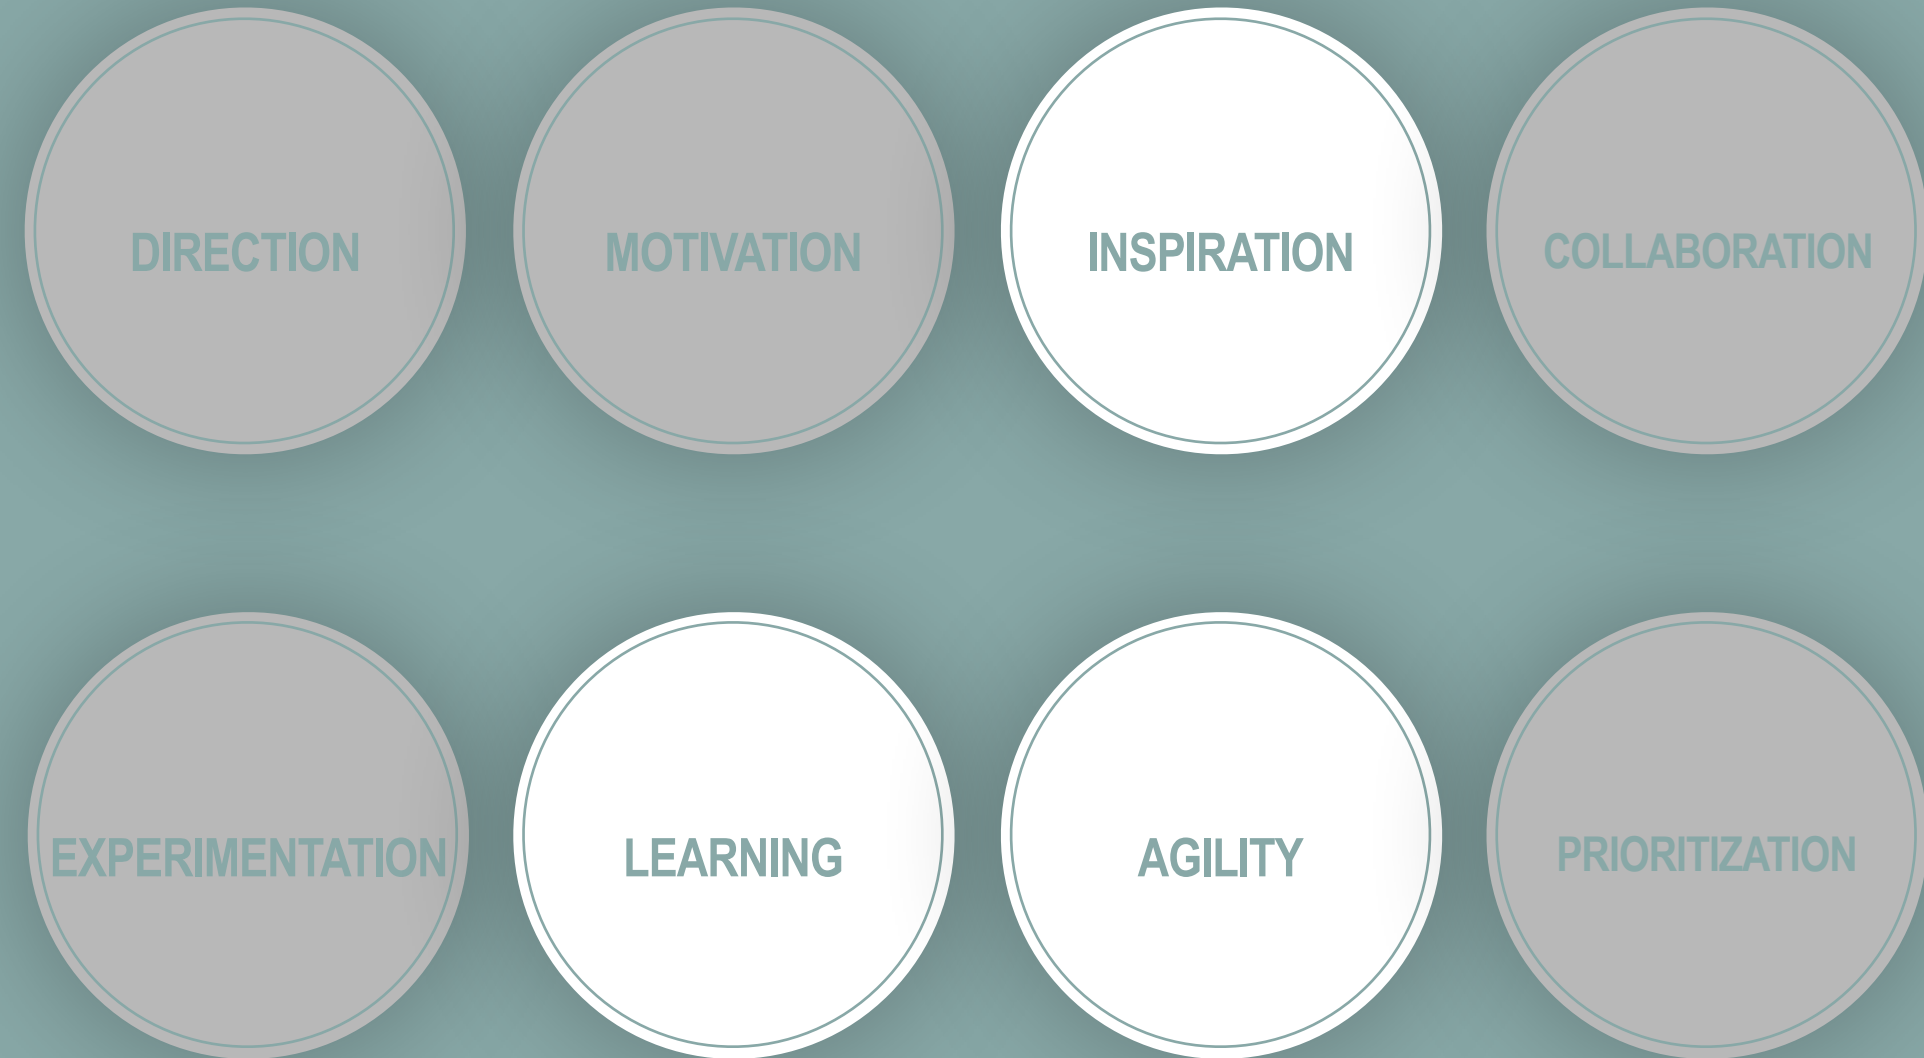 DIRECTION
MOTIVATION
INSPIRATION
COLLABORATION
EXPERIMENTATION
LEARNING
AGILITY
PRIORITIZATION